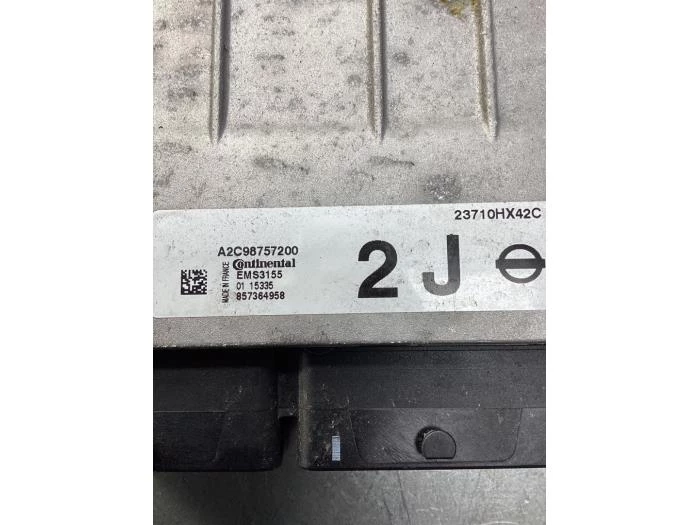 23710HX42C
A2C98757200
Continental
EMS3155
01 15335
857364958
MADE IN FRANCE
2J